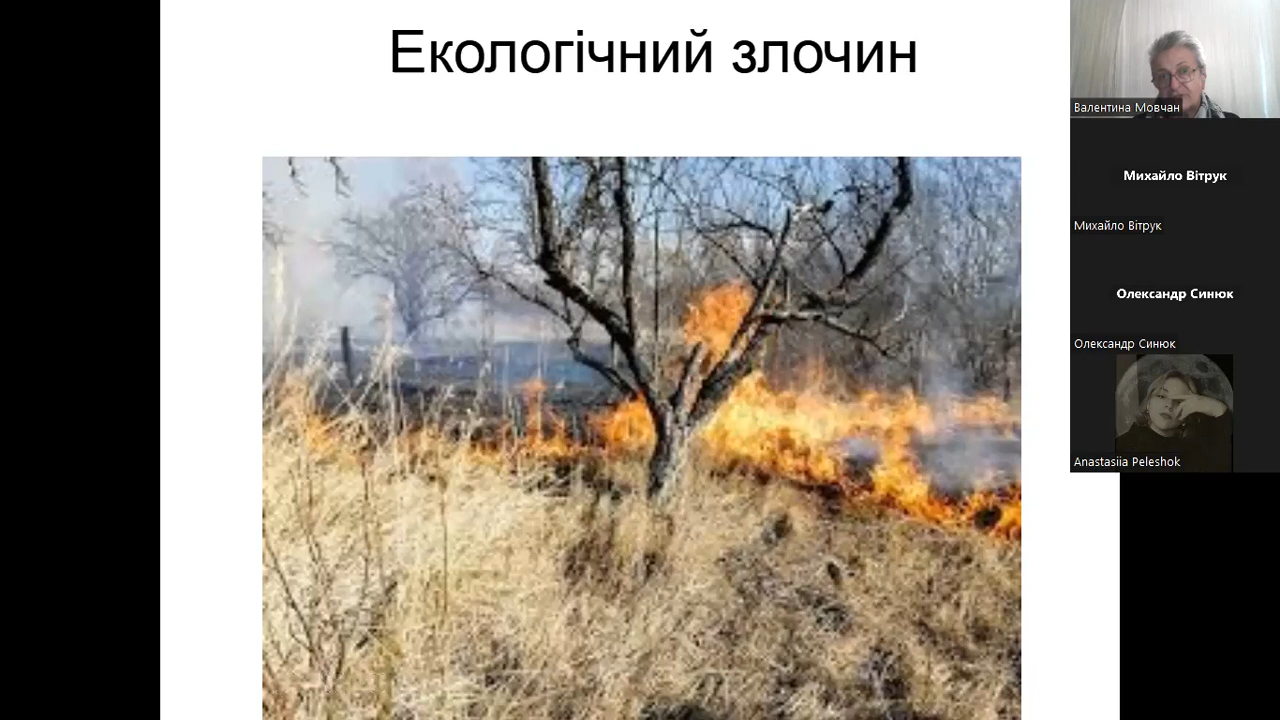 Екологічний злочин
Валентина Мовчан
Михайло Вітрук
Михайло Вітрук
Олександр Синюк
Олександр Синюк
Anastasiia Peleshok